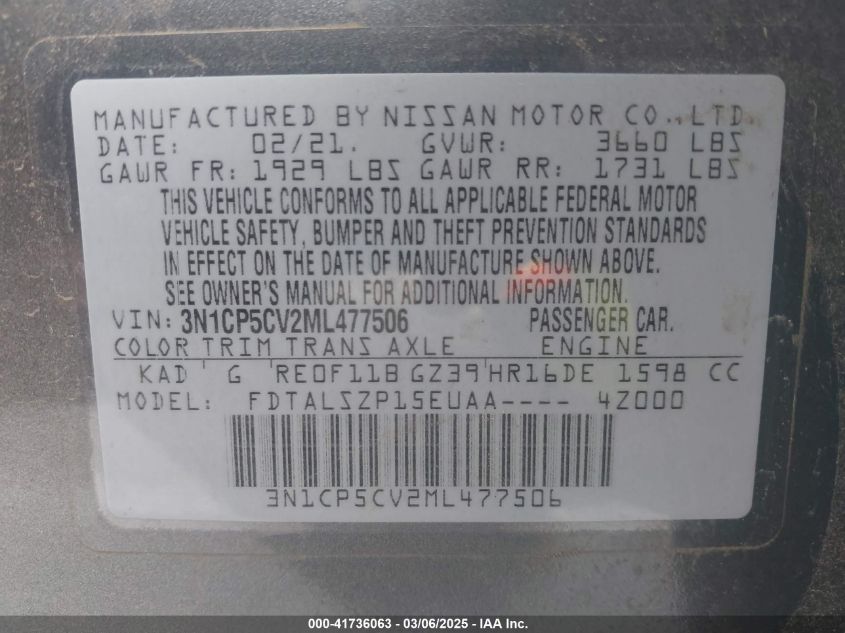 MANUFACTURED BY NISSAN MOTOR CO.,LTD.
DATE: 02/21. GVWR: 3660 LBS
GAWR FR: 1929 LBS GAWR RR: 1731 LBS
THIS VEHICLE CONFORMS TO ALL APPLICABLE FEDERAL MOTOR
VEHICLE SAFETY, BUMPER AND THEFT PREVENTION STANDARDS
IN EFFECT ON THE DATE OF MANUFACTURE SHOWN ABOVE.
SEE OWNER'S MANUAL FOR ADDITIONAL INFORMATION.
VIN: 3N1CP5CV2ML477506 PASSENGER CAR.
COLOR TRIM TRANS AXLE ENGINE
KAD ' G ' RE0F11B GZ39'HR16DE 1598 CC
MODEL: FDTALSZP15EUAA---- 4Z000
3N1CP5CV2ML477506
000-41736063 — 03/06/2025 — IAA Inc.